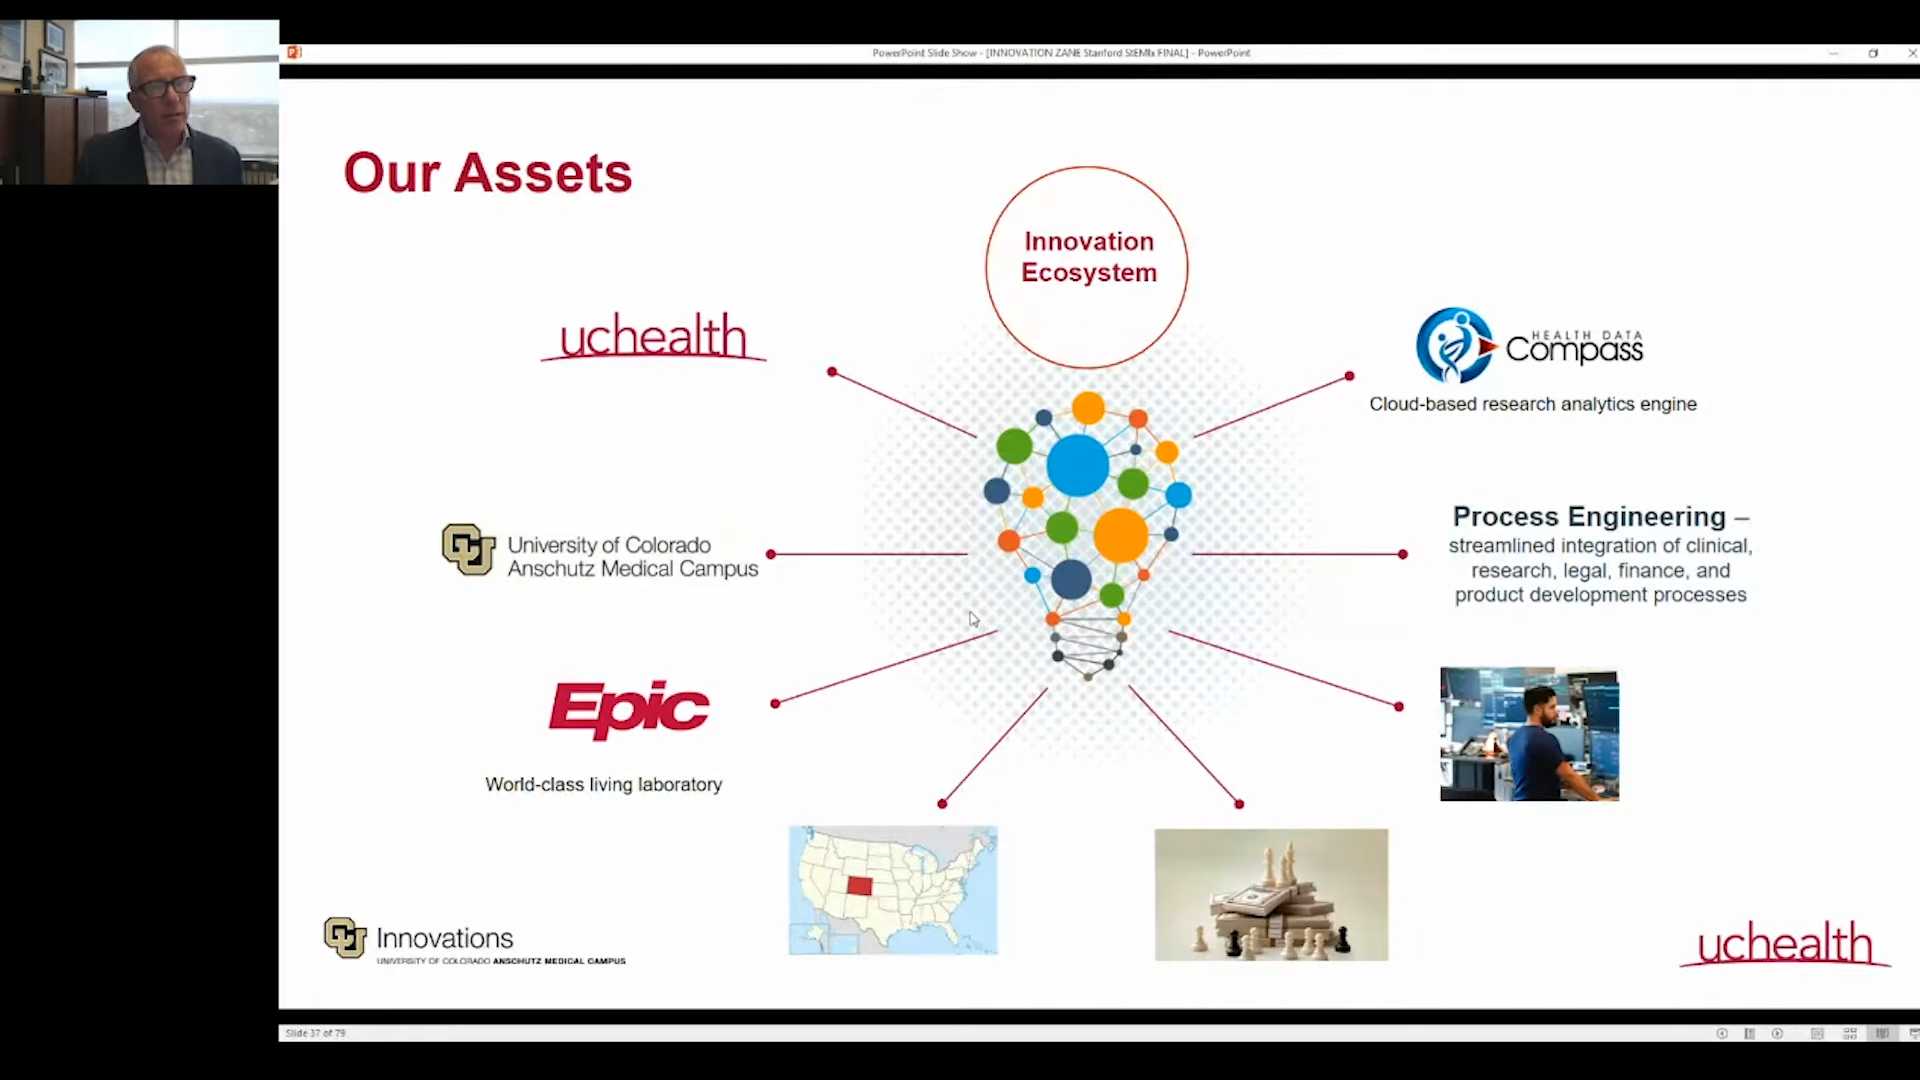 PowerPoint Slide Show - [INNOVATION ZANE Stanford StEMIx FINAL] - PowerPoint
Our Assets
Innovation
Ecosystem
uchealth
HEALTH DATA
Compass
Cloud-based research analytics engine
CU
University of Colorado
Anschutz Medical Campus
Process Engineering –
streamlined integration of clinical,
research, legal, finance, and
product development processes
Epic
World-class living laboratory
CU
Innovations
UNIVERSITY OF COLORADO ANSCHUTZ MEDICAL CAMPUS
uchealth
Slide 37 of 79